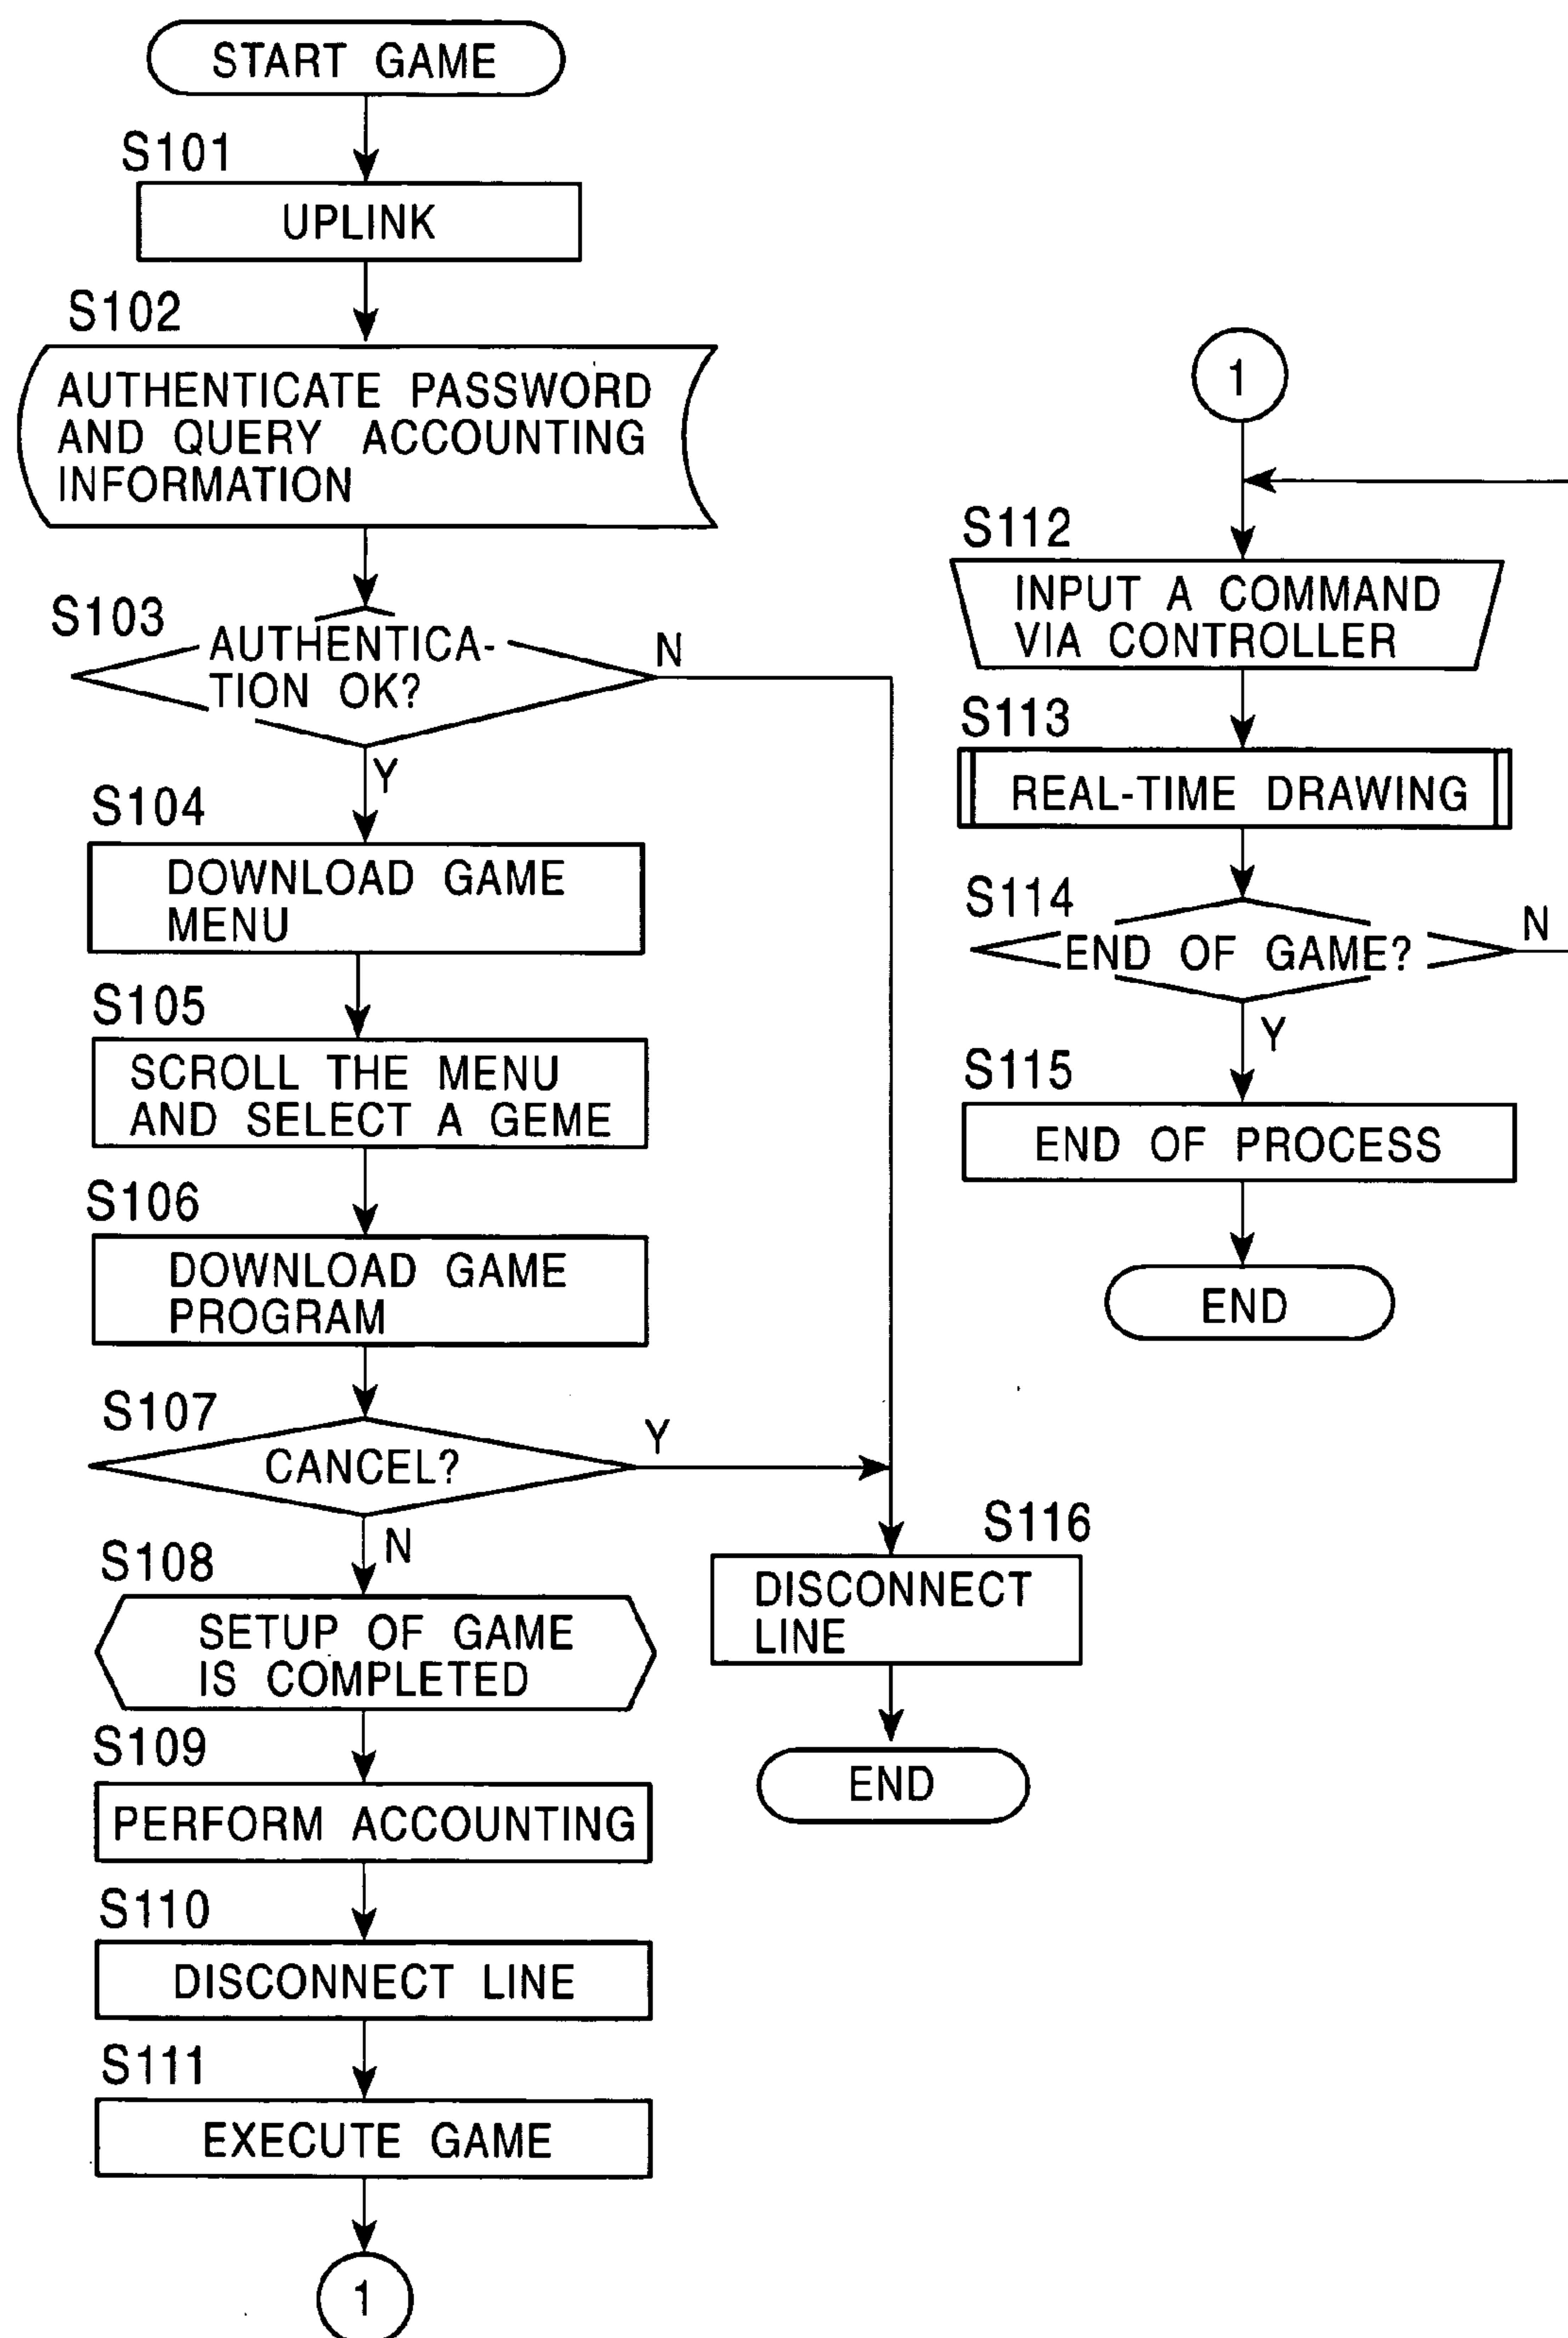 START GAME
S101
UPLINK
S102
AUTHENTICATE PASSWORD
AND QUERY ACCOUNTING
INFORMATION
S103
AUTHENTICA-
TION OK?
N
Y
S104
DOWNLOAD GAME
MENU
S105
SCROLL THE MENU
AND SELECT A GEME
S106
DOWNLOAD GAME
PROGRAM
S107
CANCEL?
Y
N
S108
SETUP OF GAME
IS COMPLETED
S109
PERFORM ACCOUNTING
S110
DISCONNECT LINE
S111
EXECUTE GAME
1
S116
DISCONNECT
LINE
END
1
S112
INPUT A COMMAND
VIA CONTROLLER
S113
REAL-TIME DRAWING
S114
END OF GAME?
N
Y
S115
END OF PROCESS
END